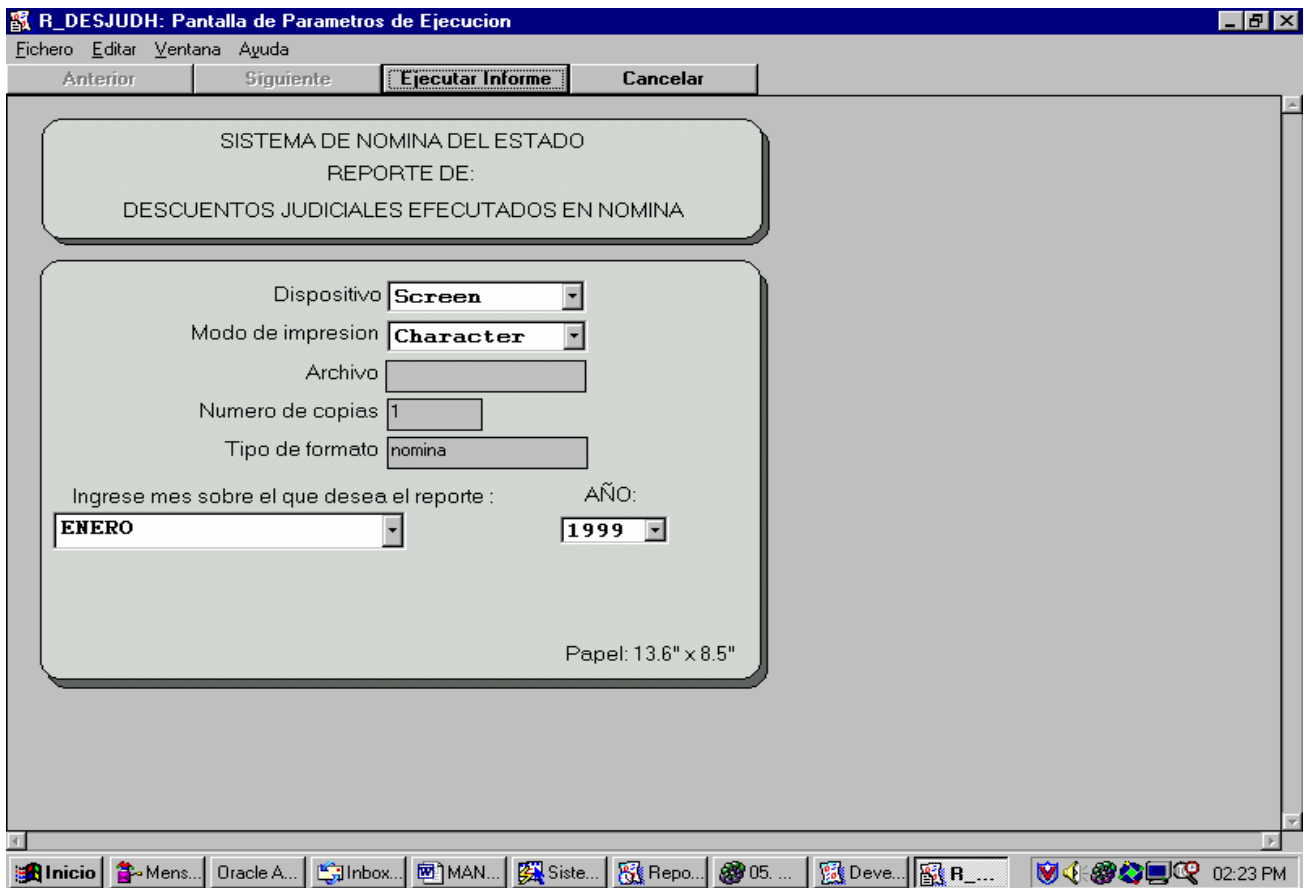 R_DESJUDH: Pantalla de Parametros de Ejecucion
Fichero Editar Ventana Ayuda
Anterior Siguiente Ejecutar Informe Cancelar
SISTEMA DE NOMINA DEL ESTADO
REPORTE DE:
DESCUENTOS JUDICIALES EFECUTADOS EN NOMINA
Dispositivo Screen
Modo de impresion Character
Archivo
Numero de copias 1
Tipo de formato nomina
Ingrese mes sobre el que desea el reporte : AÑO:
ENERO 1999
Papel: 13.6" x 8.5"
Inicio Mens... Oracle A... Inbox... MAN... Siste... Repo... 05. ... Deve... R_... 02:23 PM